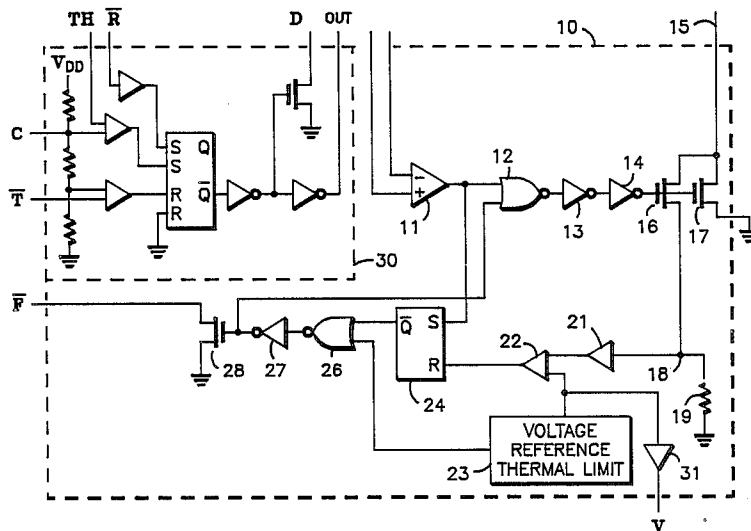 TH R̅ D OUT 10 15
V_DD
C
T̅
S Q
S
R Q̅
R
30
- +
11
12
13
14
16
17
F̅
28
27
26
Q̅ S
R
24
22
21
18
19
VOLTAGE
REFERENCE
THERMAL LIMIT
23
31
V